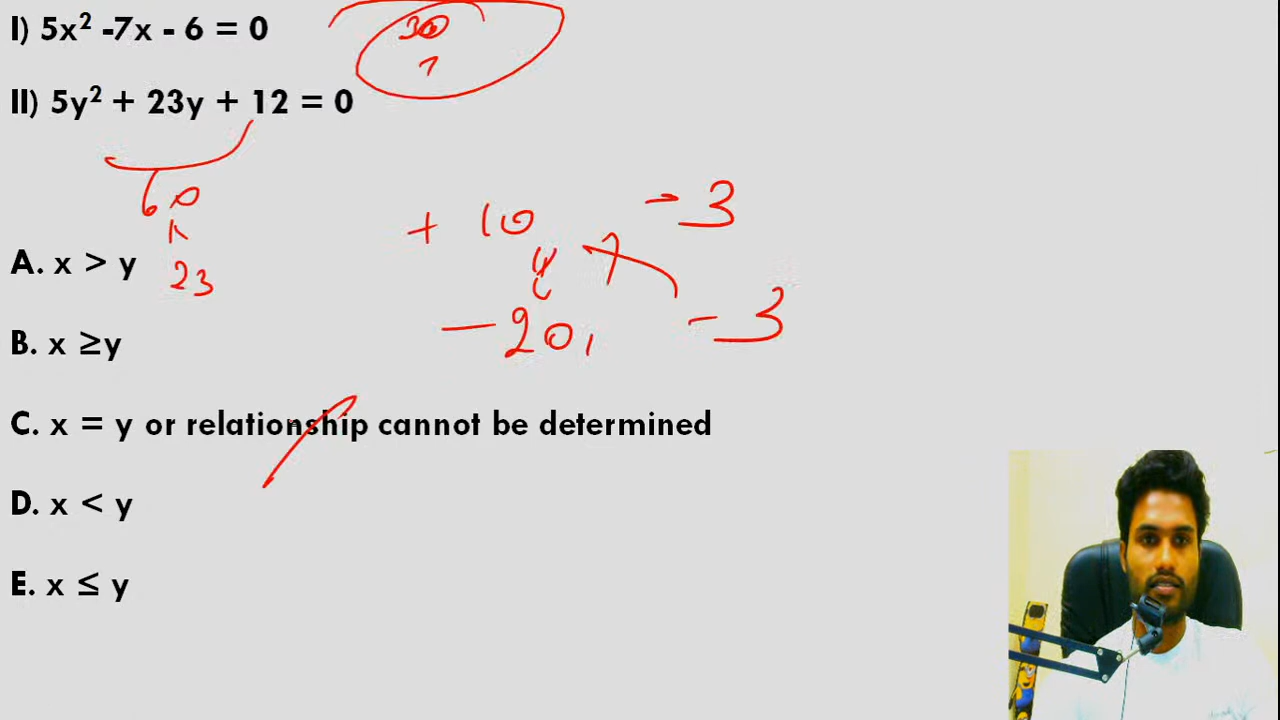 I) 5x² -7x - 6 = 0
30
7
II) 5y² + 23y + 12 = 0
60
23
+ 10
- 3
- 20,
- 3
A. x > y
B. x ≥y
C. x = y or relationship cannot be determined
D. x < y
E. x ≤ y